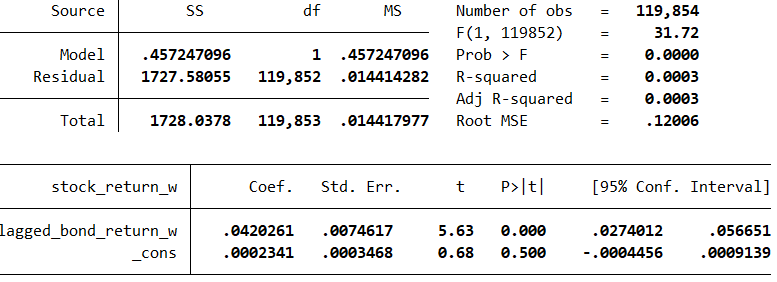 Source SS df MS Number of obs = 119,854
F(1, 119852) = 31.72
Model .457247096 1 .457247096 Prob > F = 0.0000
Residual 1727.58055 119,852 .014414282 R-squared = 0.0003
Adj R-squared = 0.0003
Total 1728.0378 119,853 .014417977 Root MSE = .12006
stock_return_w Coef. Std. Err. t P>|t| [95% Conf. Interval]
lagged_bond_return_w .0420261 .0074617 5.63 0.000 .0274012 .056651
_cons .0002341 .0003468 0.68 0.500 -.0004456 .0009139